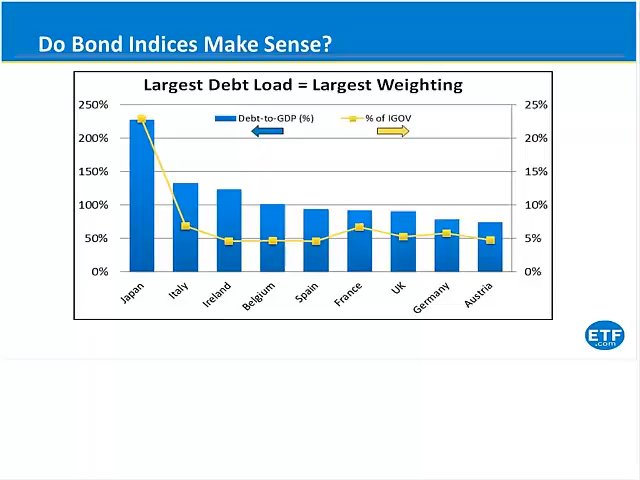 Do Bond Indices Make Sense?
Largest Debt Load = Largest Weighting
Debt-to-GDP (%)
% of IGOV
250%
200%
150%
100%
50%
0%
25%
20%
15%
10%
5%
0%
Japan
Italy
Ireland
Belgium
Spain
France
UK
Germany
Austria
ETF
.com